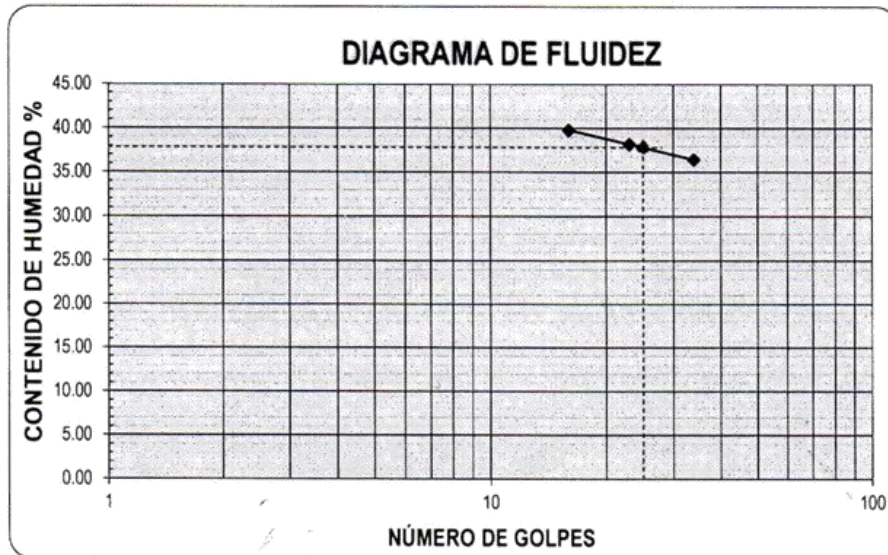 DIAGRAMA DE FLUIDEZ
CONTENIDO DE HUMEDAD %
45.00
40.00
35.00
30.00
25.00
20.00
15.00
10.00
5.00
0.00
1 10 100
NÚMERO DE GOLPES